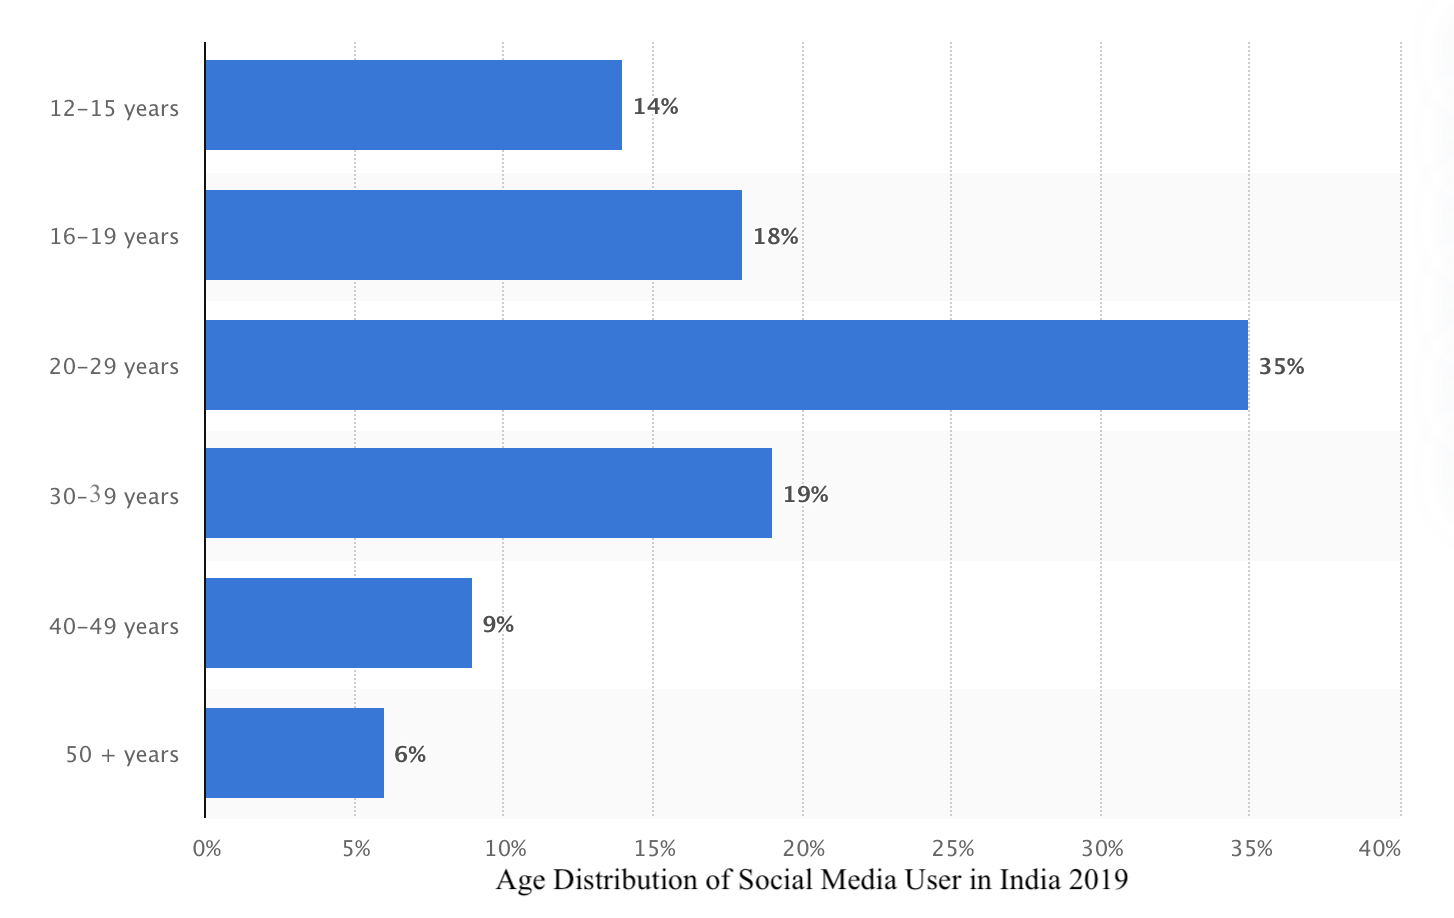 12–15 years
14%
16–19 years
18%
20–29 years
35%
30–39 years
19%
40–49 years
9%
50 + years
6%
0% 5% 10% 15% 20% 25% 30% 35% 40%
Age Distribution of Social Media User in India 2019